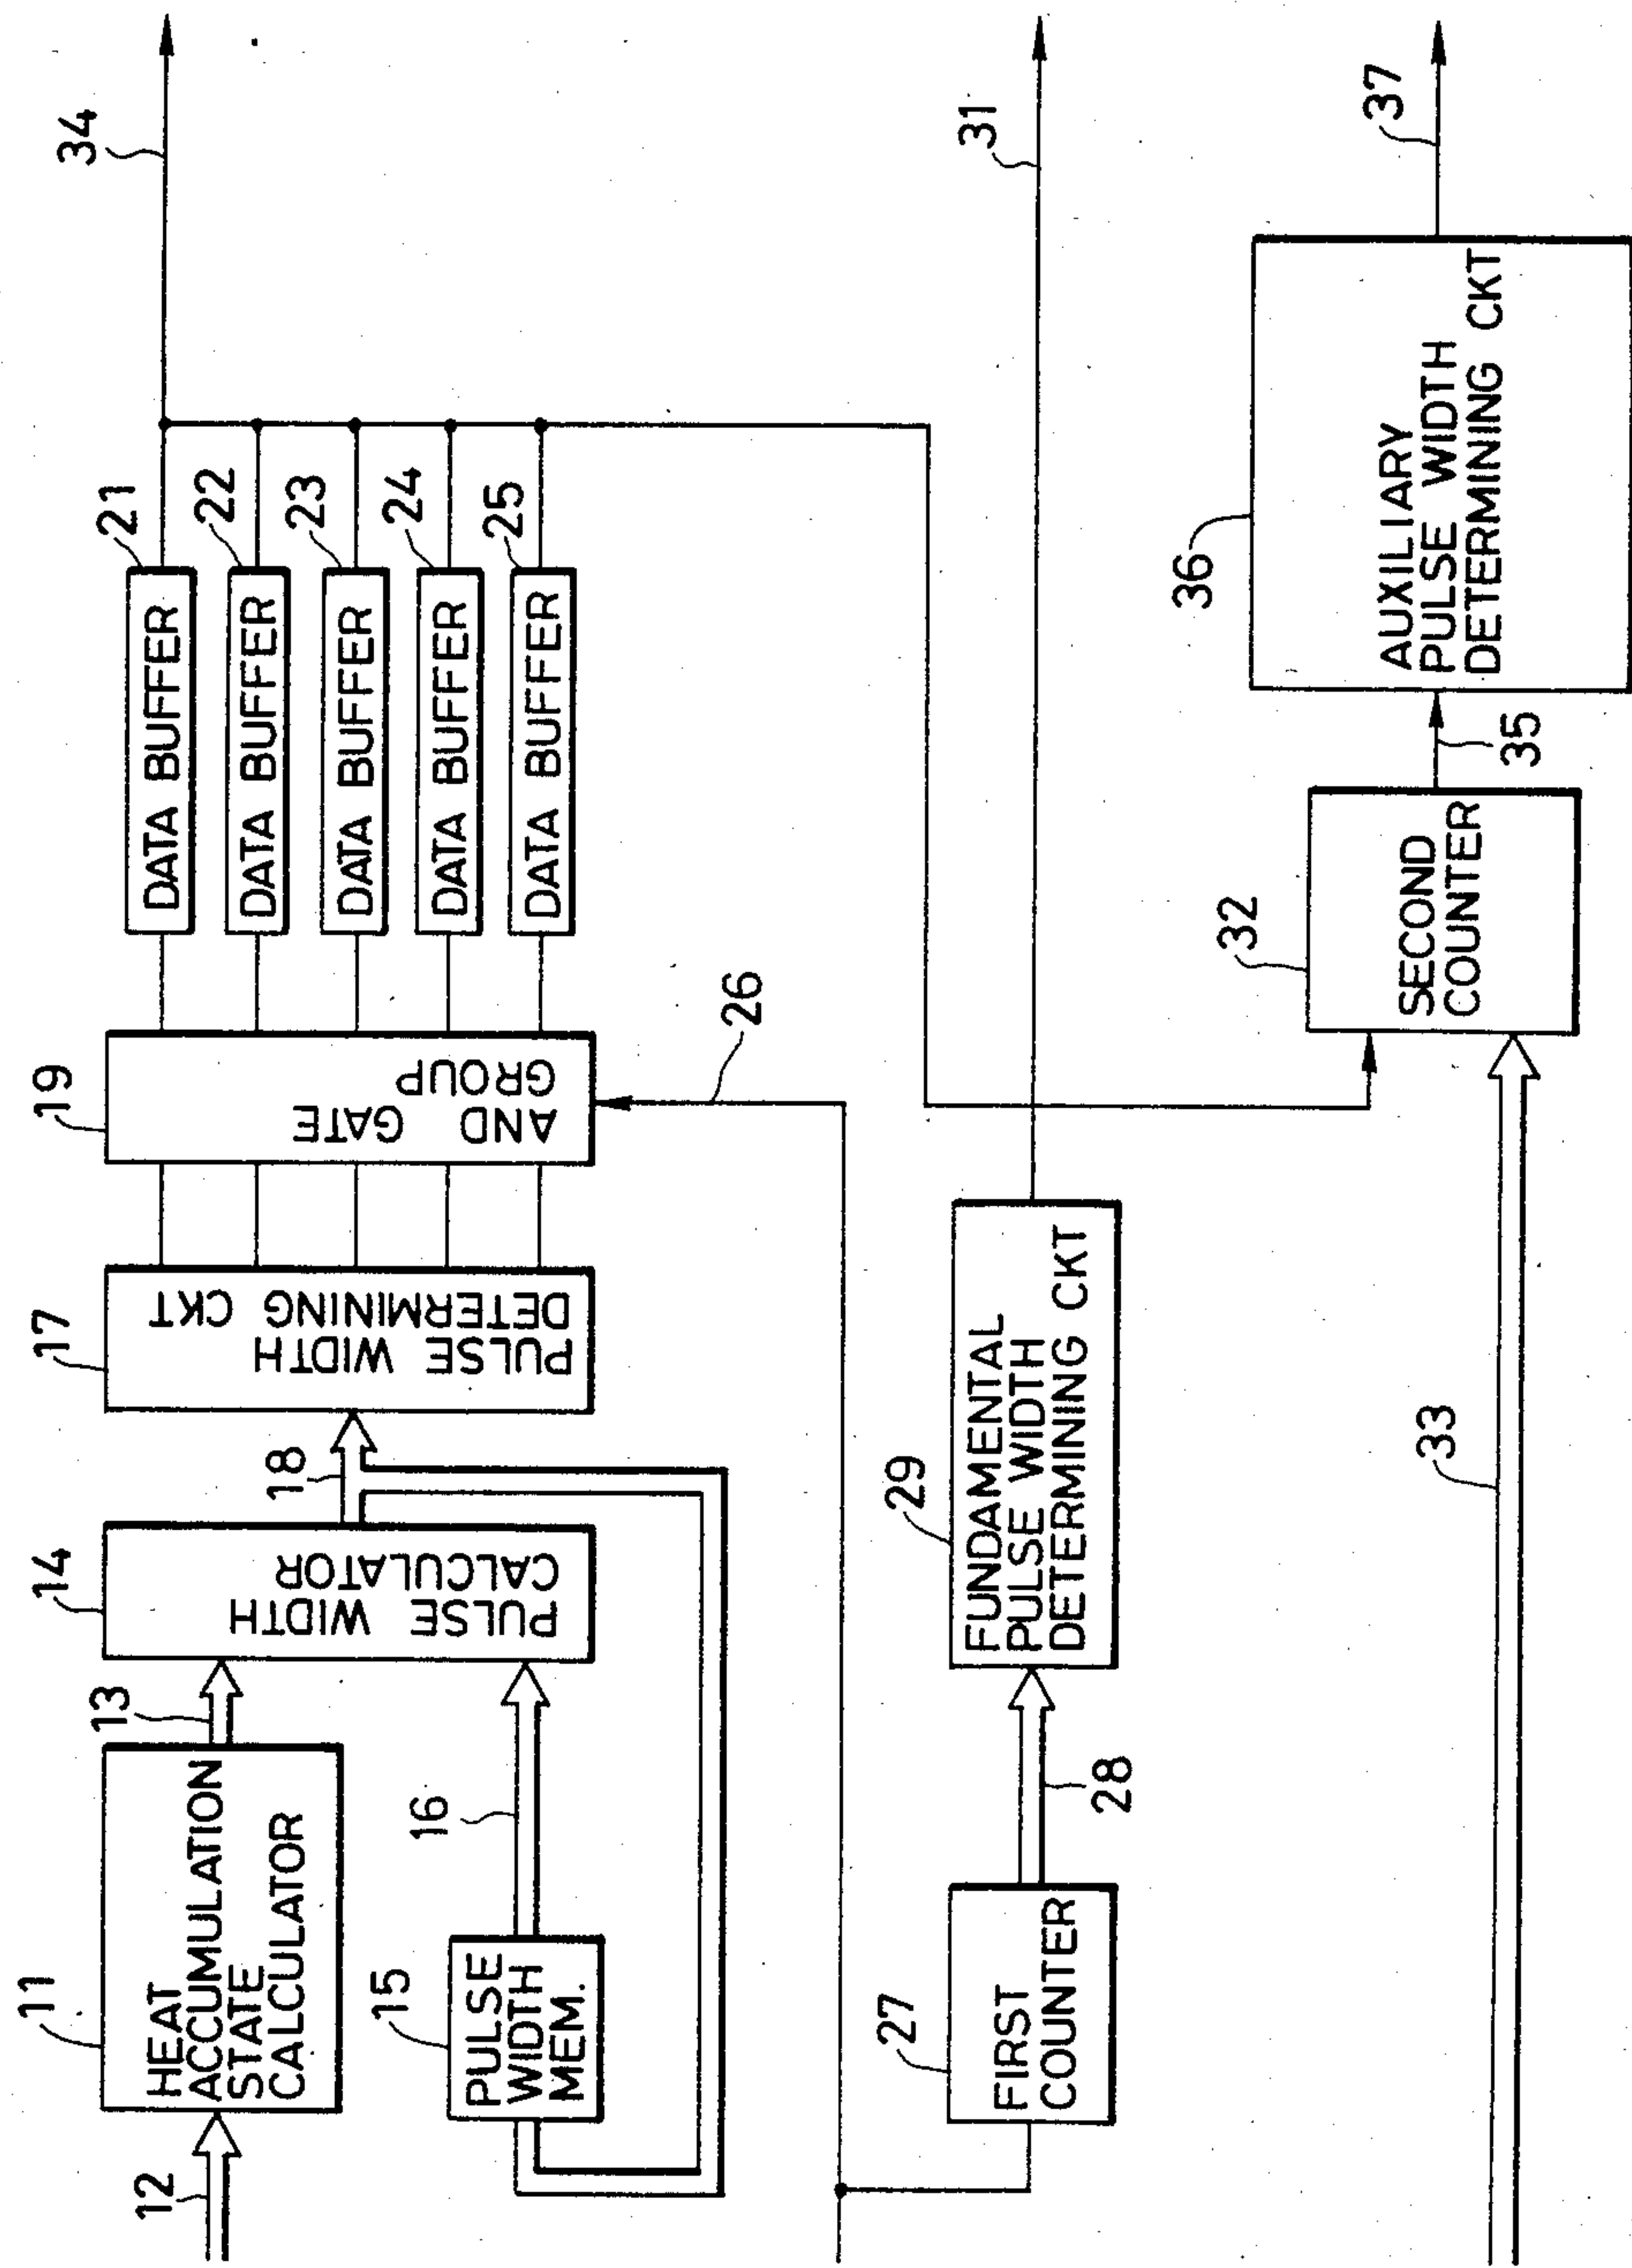 11
HEAT
ACCUMULATION
STATE
CALCULATOR
12
13
14
PULSE WIDTH
CALCULATOR
15
PULSE
WIDTH
MEM.
16
18
17
PULSE WIDTH
DETERMINING CKT
19
AND GATE
GROUP
21
DATA BUFFER
22
DATA BUFFER
23
DATA BUFFER
24
DATA BUFFER
25
DATA BUFFER
34
26
27
FIRST
COUNTER
28
29
FUNDAMENTAL
PULSE WIDTH
DETERMINING CKT
31
32
SECOND
COUNTER
33
35
36
AUXILIARY
PULSE WIDTH
DETERMINING CKT
37